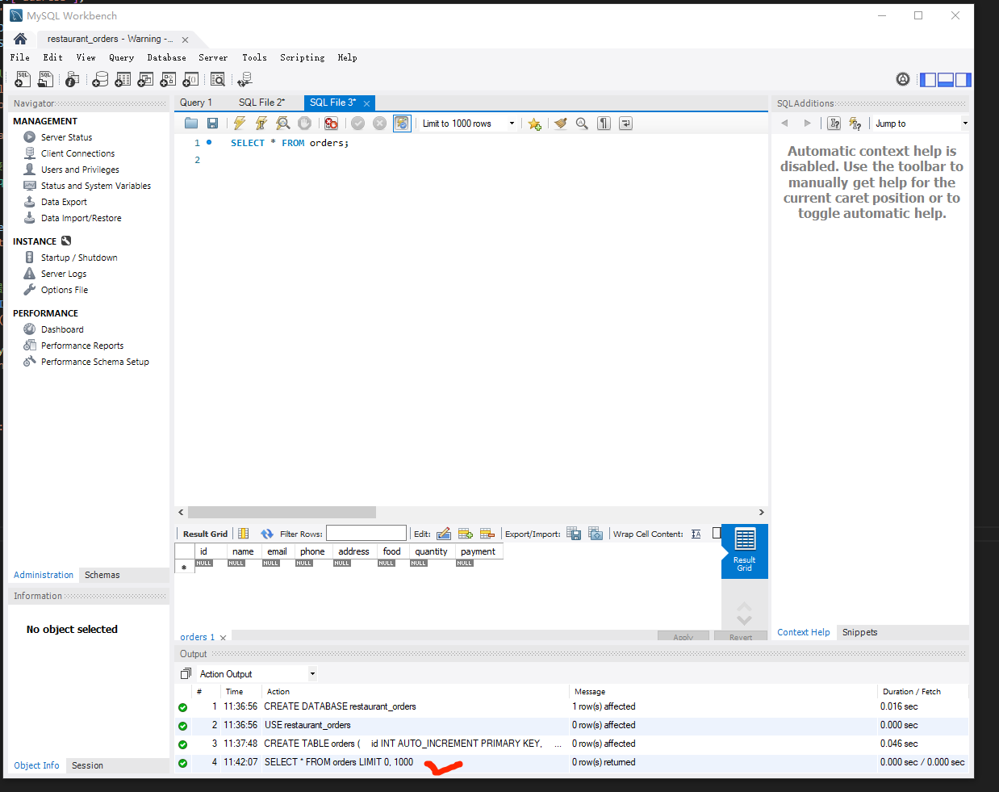 MySQL Workbench
restaurant_orders - Warning -...
File Edit View Query Database Server Tools Scripting Help
Navigator
MANAGEMENT
Server Status
Client Connections
Users and Privileges
Status and System Variables
Data Export
Data Import/Restore
INSTANCE
Startup / Shutdown
Server Logs
Options File
PERFORMANCE
Dashboard
Performance Reports
Performance Schema Setup
Administration Schemas
Information
No object selected
Object Info Session
Query 1 SQL File 2* SQL File 3*
Limit to 1000 rows
1 SELECT * FROM orders;
2
Result Grid Filter Rows: Edit: Export/Import: Wrap Cell Content:
id name email phone address food quantity payment
NULL NULL NULL NULL NULL NULL NULL NULL
Result
Grid
orders 1 Apply Revert
Output
Action Output
# Time Action Message Duration / Fetch
1 11:36:56 CREATE DATABASE restaurant_orders 1 row(s) affected 0.016 sec
2 11:36:56 USE restaurant_orders 0 row(s) affected 0.000 sec
3 11:37:48 CREATE TABLE orders ( id INT AUTO_INCREMENT PRIMARY KEY, ... 0 row(s) affected 0.046 sec
4 11:42:07 SELECT * FROM orders LIMIT 0, 1000 0 row(s) returned 0.000 sec / 0.000 sec
SQLAdditions
Jump to
Automatic context help is
disabled. Use the toolbar to
manually get help for the
current caret position or to
toggle automatic help.
Context Help Snippets